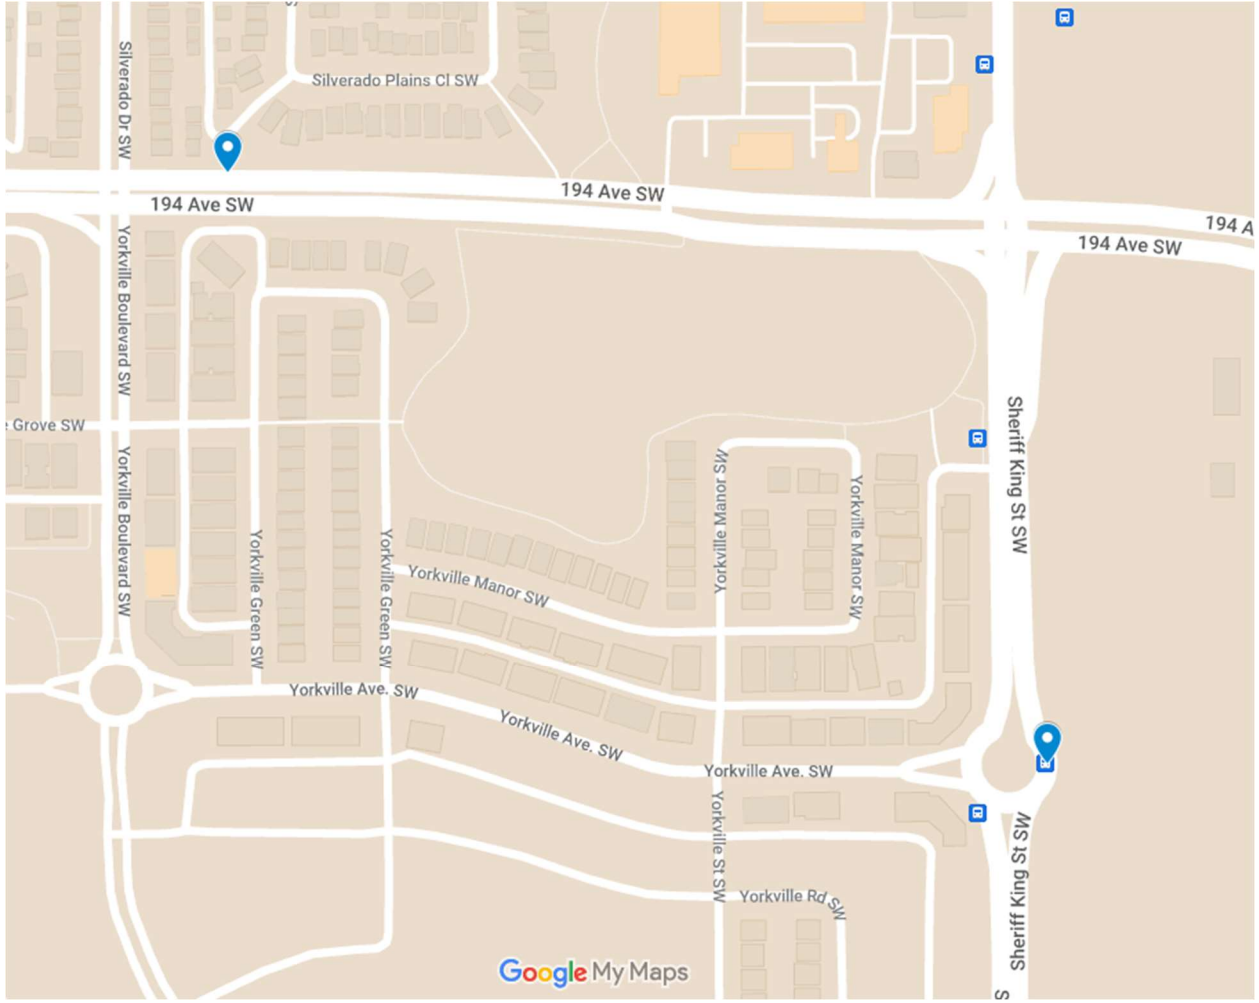 Silverado Dr SW
S
Silverado Plains Cl SW
194 Ave SW
194 Ave SW
194 A
194 Ave SW
Yorkville Boulevard SW
e Grove SW
Yorkville Boulevard SW
Sheriff King St SW
Yorkville Manor SW
Yorkville Manor SW
Yorkville Green SW
Yorkville Green SW
Yorkville Manor SW
Yorkville Ave. SW
Yorkville Ave. SW
Yorkville Ave. SW
Yorkville St SW
Sheriff King St SW
Yorkville Rd SW
Google My Maps
S